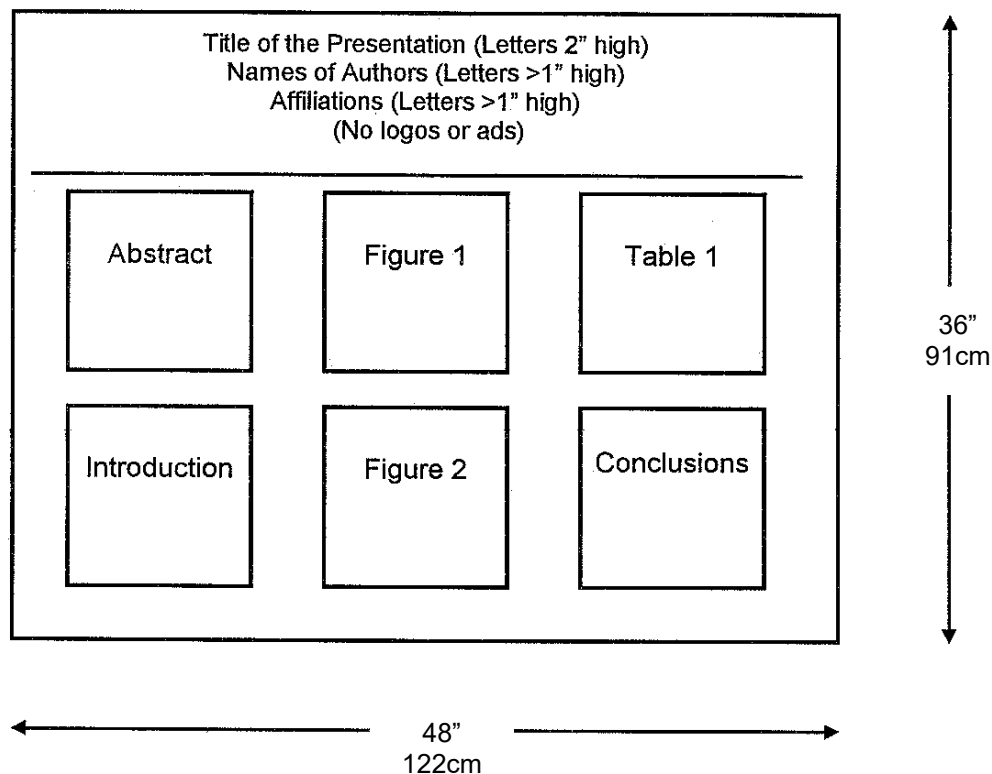 Title of the Presentation (Letters 2” high)
Names of Authors (Letters >1” high)
Affiliations (Letters >1” high)
(No logos or ads)
Abstract
Figure 1
Table 1
Introduction
Figure 2
Conclusions
36”
91cm
48”
122cm